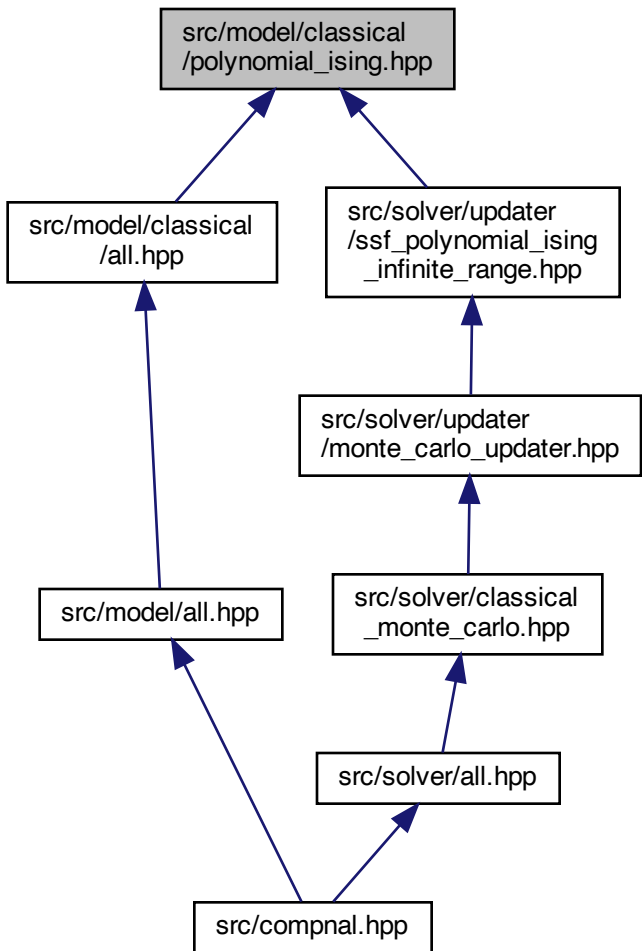 src/model/classical
/polynomial_ising.hpp
src/model/classical
/all.hpp
src/solver/updater
/ssf_polynomial_ising
_infinite_range.hpp
src/solver/updater
/monte_carlo_updater.hpp
src/model/all.hpp
src/solver/classical
_monte_carlo.hpp
src/solver/all.hpp
src/compnal.hpp